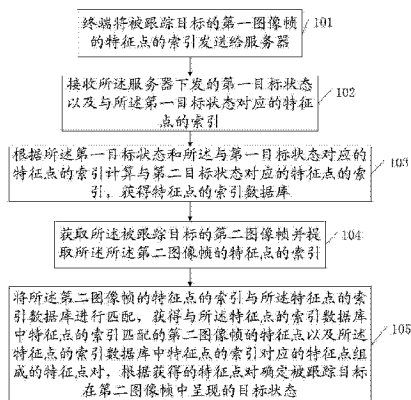 终端将被跟踪目标的第一图像帧
的特征点的索引发送给服务器
101
接收所述服务器下发的第一目标状态
以及与所述第一目标状态对应的特征
点的索引
102
根据所述第一目标状态和所述与第一目标状态对应的
特征点的索引计算与第二目标状态对应的特征点的索
引，获得特征点的索引数据库
103
获取所述被跟踪目标的第二图像帧并提
取所述所述第二图像帧的特征点的索引
104
将所述第二图像帧的特征点的索引与所述特征点的索
引数据库进行匹配，获得与所述特征点的索引数据库
中特征点的索引匹配的第二图像帧的特征点以及所述
特征点的索引数据库中特征点的索引对应的特征点组
成的特征点对，根据获得的特征点对确定被跟踪目标
在第二图像帧中呈现的目标状态
105